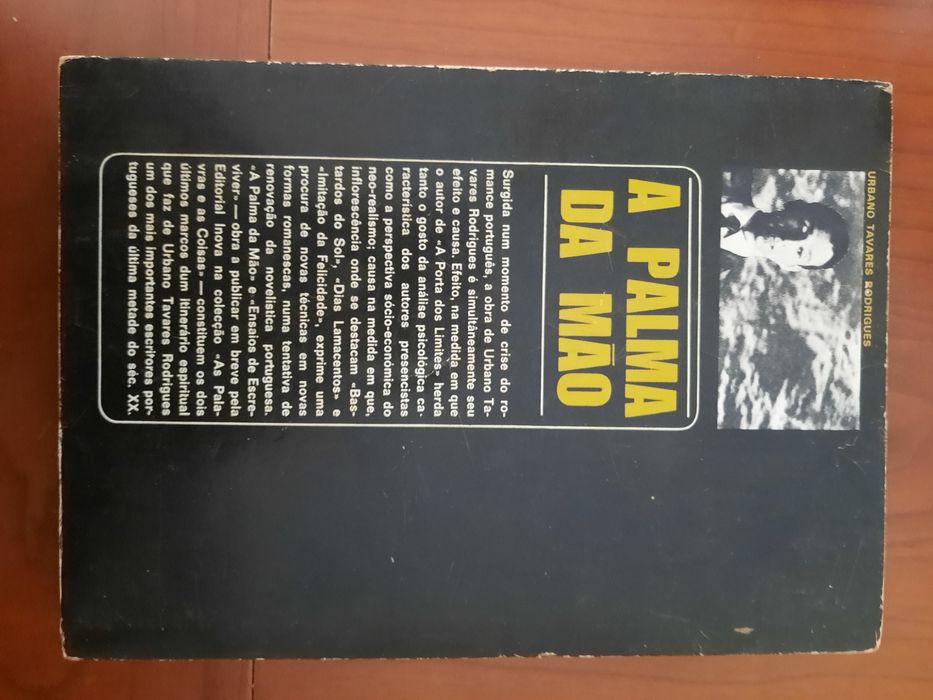 URBANO TAVARES RODRIGUES
A PALMA
DA MÃO
Surgida num momento de crise do ro-
mance português, a obra de Urbano Ta-
vares Rodrigues é simultâneamente seu
efeito e causa. Efeito, na medida em que
o autor de «A Porta dos Limites» herda
tanto o gosto da análise psicológica ca-
racterística dos autores presencistas
como a perspectiva sócio-económica do
neo-realismo; causa na medida em que,
inflorescência onde se destacam «Bas-
tardos do Sol», «Dias Lamacentos» e
«Imitação da Felicidade», exprime uma
procura de novas técnicas em novas
formas romanescas, numa tentativa de
renovação da novelística portuguesa.
«A Palma da Mão» e «Ensaios de Escre-
viver» — obra a publicar em breve pela
Editorial Inova na colecção «As Pala-
vras e as Coisas» — constituem os dois
últimos marcos dum itinerário espiritual
que faz de Urbano Tavares Rodrigues
um dos mais importantes escritores por-
tugueses da última metade do séc. XX.